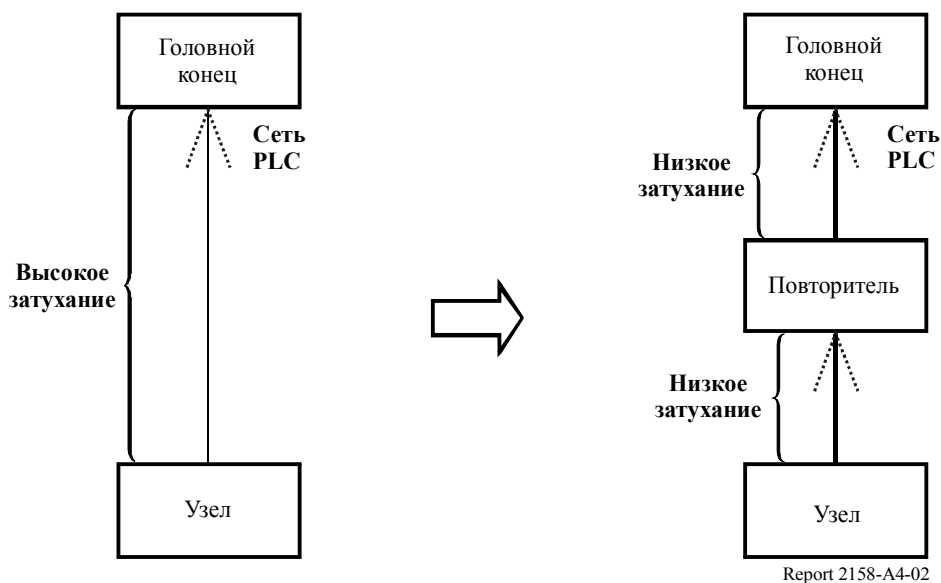 Головной
конец
Сеть
PLC
Высокое
затухание
Узел
Головной
конец
Сеть
PLC
Низкое
затухание
Повторитель
Низкое
затухание
Узел
Report 2158-A4-02